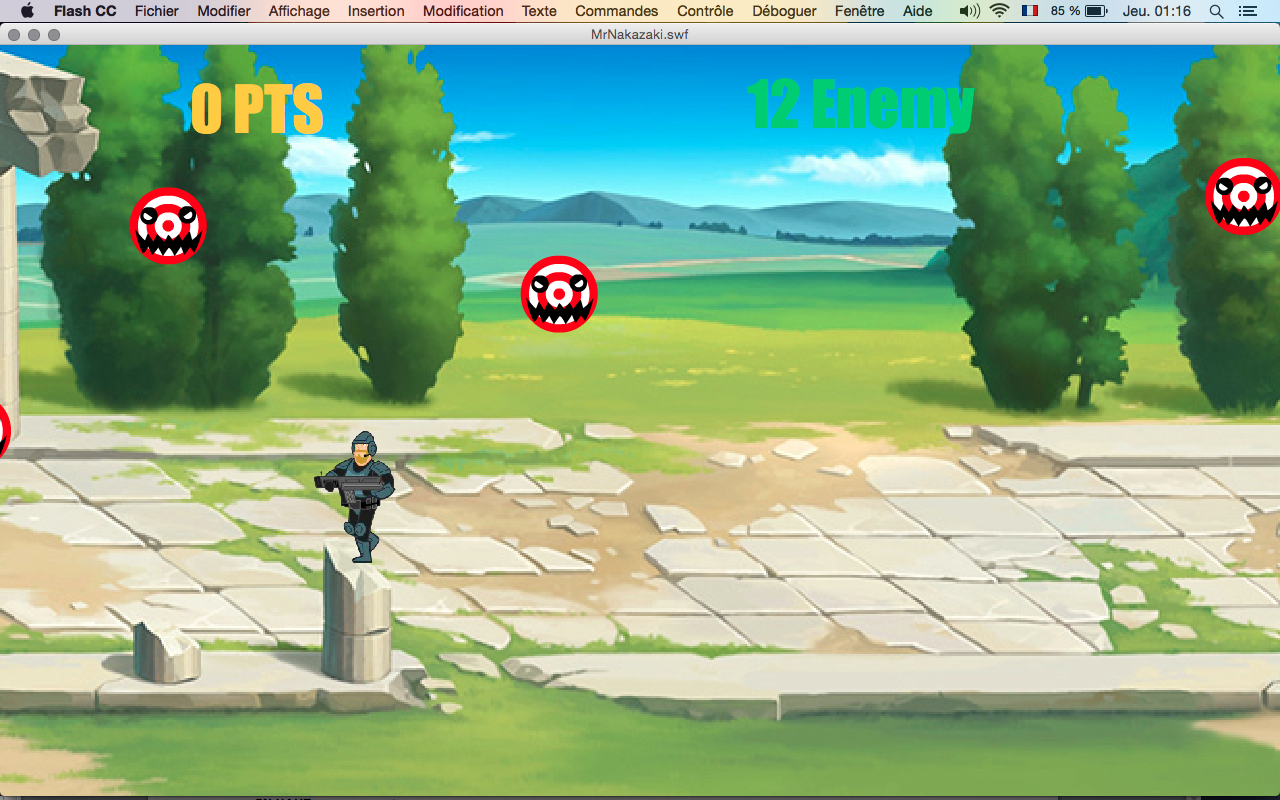 Flash CC Fichier Modifier Affichage Insertion Modification Texte Commandes Contrôle Déboguer Fenêtre Aide 85 % Jeu. 01:16
MrNakazaki.swf
0 PTS 12 Enemy